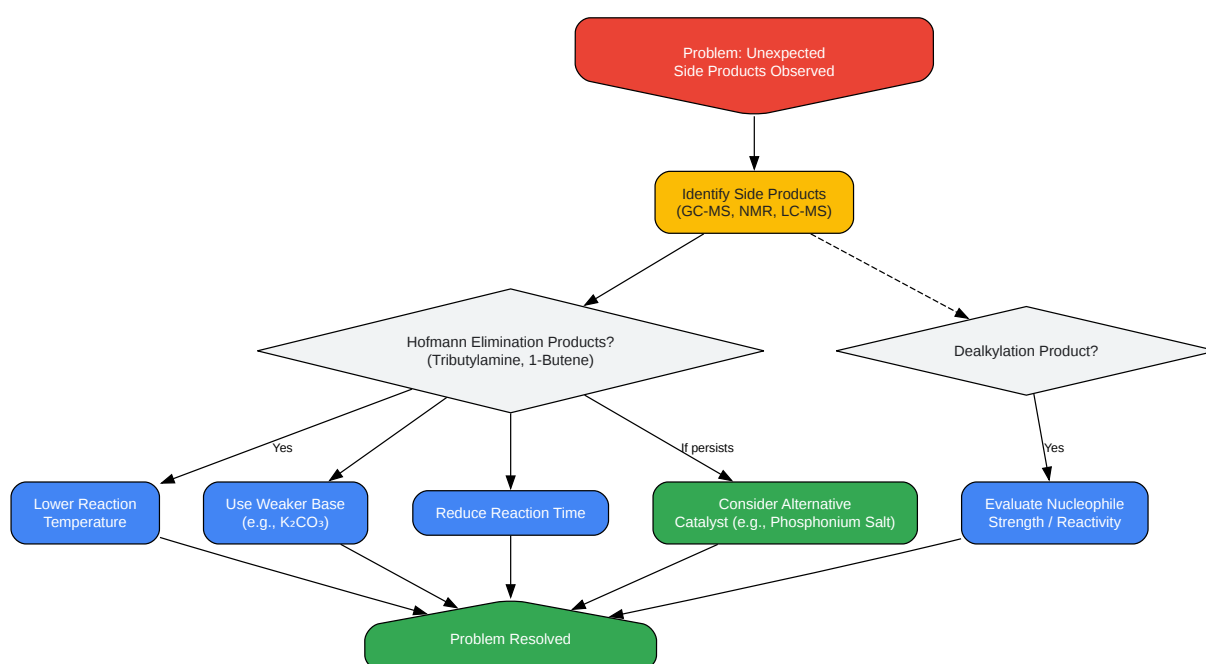 Problem: Unexpected
Side Products Observed
Identify Side Products
(GC-MS, NMR, LC-MS)
Hofmann Elimination Products?
(Tributylamine, 1-Butene)
Dealkylation Product?
Yes
If persists
Yes
Lower Reaction
Temperature
Use Weaker Base
(e.g., K₂CO₃)
Reduce Reaction Time
Consider Alternative
Catalyst (e.g., Phosphonium Salt)
Evaluate Nucleophile
Strength / Reactivity
Problem Resolved